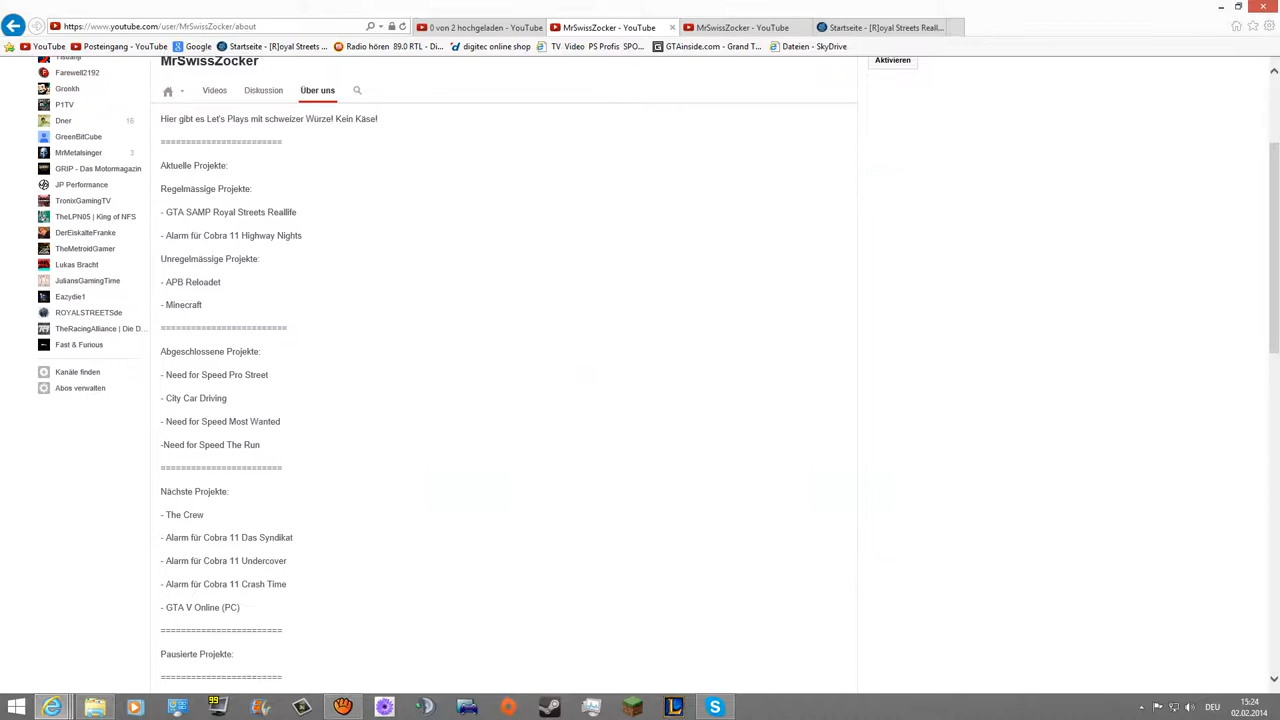 https://www.youtube.com/user/MrSwissZocker/about
0 von 2 hochgeladen - YouTube
MrSwissZocker - YouTube
MrSwissZocker - YouTube
Startseite - [R]oyal Streets Reall...
YouTube
Posteingang - YouTube
Google
Startseite - [R]oyal Streets ...
Radio hören 89.0 RTL - Di...
digitec online shop
TV Video PS Profis SPO...
GTAinside.com - Grand T...
Dateien - SkyDrive
MrSwissZocker
Aktivieren
Videos
Diskussion
Über uns
Farewell2192
Gronkh
P1TV
Dner 16
GreenBitCube
MrMetalsinger 3
GRIP - Das Motormagazin
JP Performance
TronixGamingTV
TheLPN05 | King of NFS
DerEiskalteFranke
TheMetroidGamer
Lukas Bracht
JuliansGamingTime
Eazydie1
ROYALSTREETSde
TheRacingAlliance | Die D...
Fast & Furious
Kanäle finden
Abos verwalten
Hier gibt es Let's Plays mit schweizer Würze! Kein Käse!
========================
Aktuelle Projekte:
Regelmässige Projekte:
- GTA SAMP Royal Streets Reallife
- Alarm für Cobra 11 Highway Nights
Unregelmässige Projekte:
- APB Reloadet
- Minecraft
=========================
Abgeschlossene Projekte:
- Need for Speed Pro Street
- City Car Driving
- Need for Speed Most Wanted
-Need for Speed The Run
========================
Nächste Projekte:
- The Crew
- Alarm für Cobra 11 Das Syndikat
- Alarm für Cobra 11 Undercover
- Alarm für Cobra 11 Crash Time
- GTA V Online (PC)
========================
Pausierte Projekte:
========================
99
DEU
15:24
02.02.2014